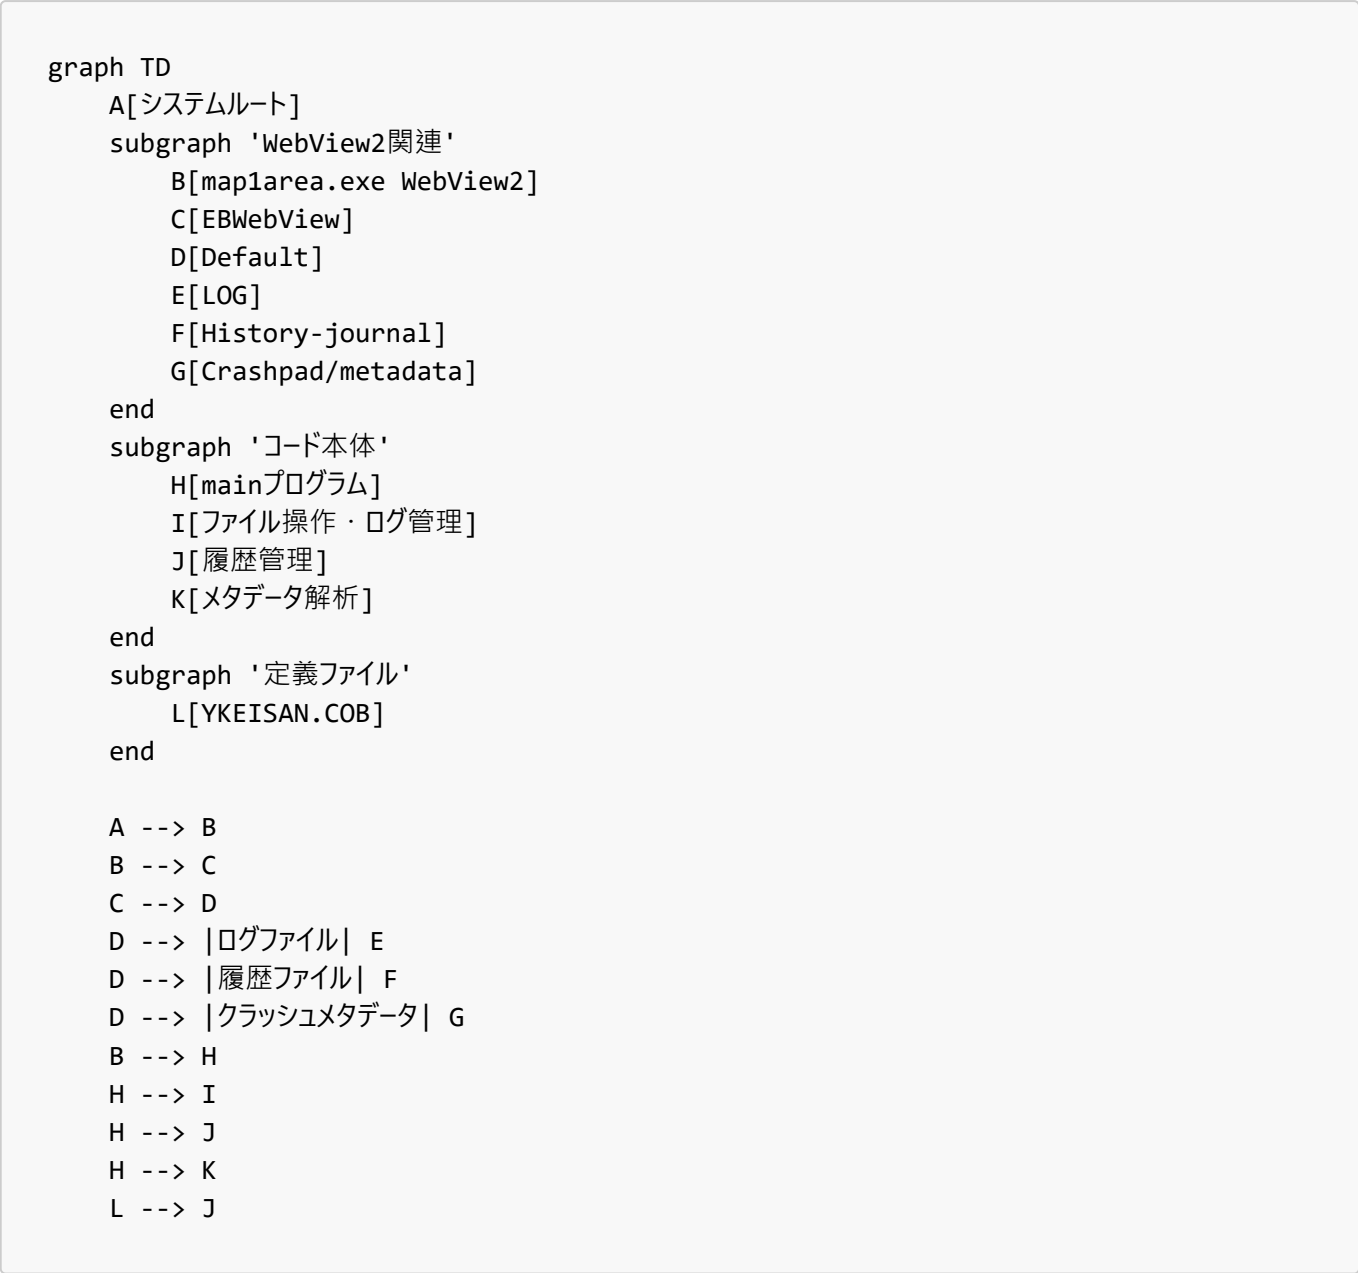 graph TD
    A[システムルート]
    subgraph 'WebView2関連'
        B[map1area.exe WebView2]
        C[EBWebView]
        D[Default]
        E[LOG]
        F[History-journal]
        G[Crashpad/metadata]
    end
    subgraph 'コード本体'
        H[mainプログラム]
        I[ファイル操作・ログ管理]
        J[履歴管理]
        K[メタデータ解析]
    end
    subgraph '定義ファイル'
        L[YKEISAN.COB]
    end

    A --> B
    B --> C
    C --> D
    D --> |ログファイル| E
    D --> |履歴ファイル| F
    D --> |クラッシュメタデータ| G
    B --> H
    H --> I
    H --> J
    H --> K
    L --> J